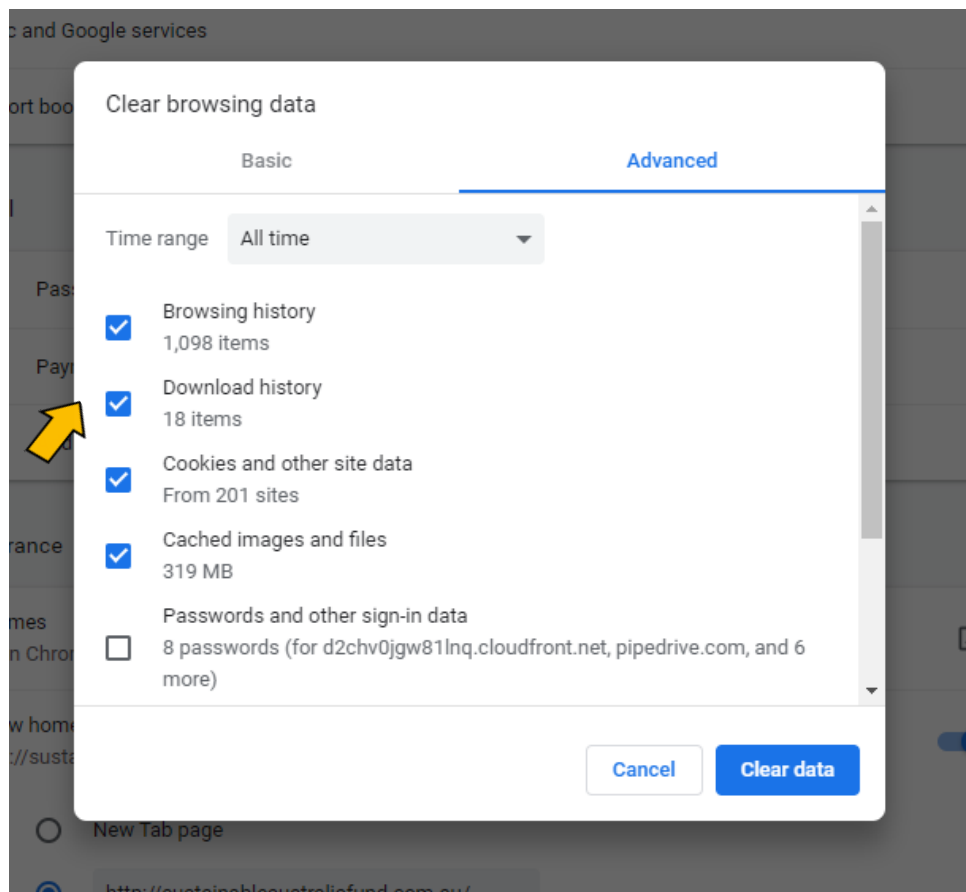 c and Google services
ort boo
Clear browsing data
Basic
Advanced
Time range
All time
Browsing history
1,098 items
Pass
Download history
18 items
Payr
Cookies and other site data
From 201 sites
Cached images and files
319 MB
rance
Passwords and other sign-in data
8 passwords (for d2chv0jgw81lnq.cloudfront.net, pipedrive.com, and 6
more)
mes
n Chror
w home
://susta
Cancel
Clear data
New Tab page